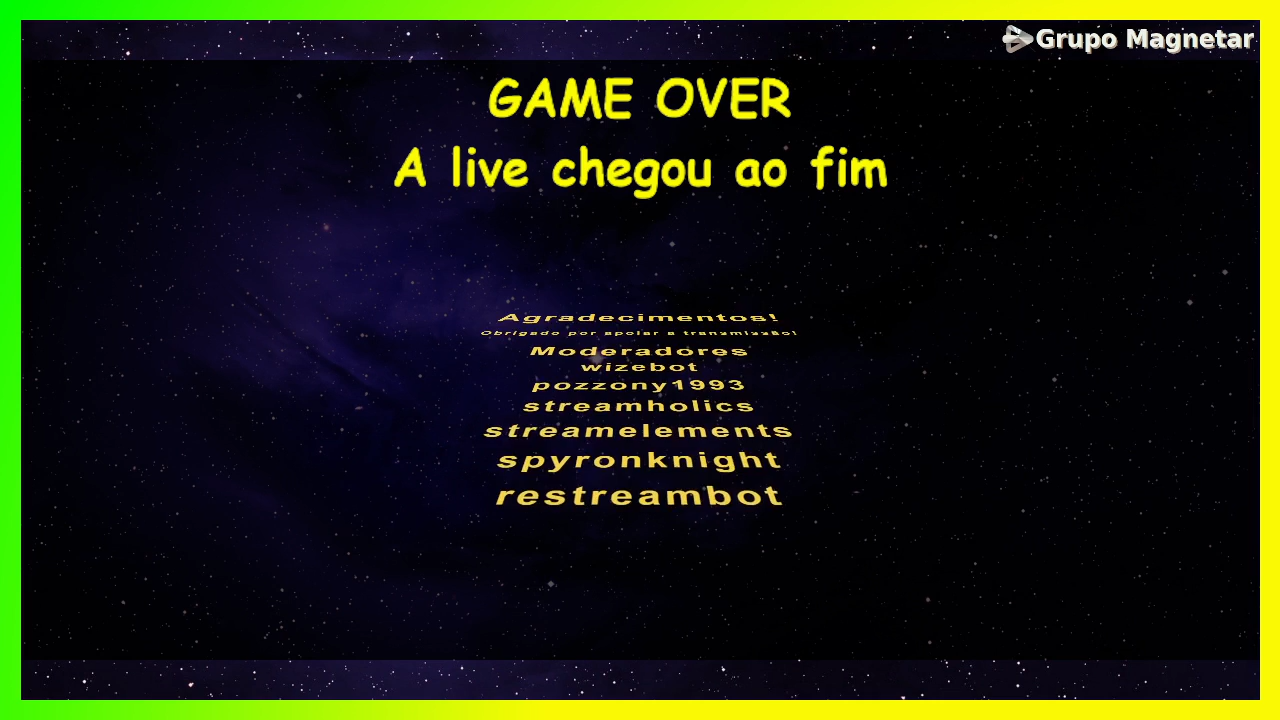 Grupo Magnetar
GAME OVER
A live chegou ao fim
Agradecimentos!
Obrigado por apoiar a transmissão!
Moderadores
wizebot
pozzony1993
streamholics
streamelements
spyronknight
restreambot